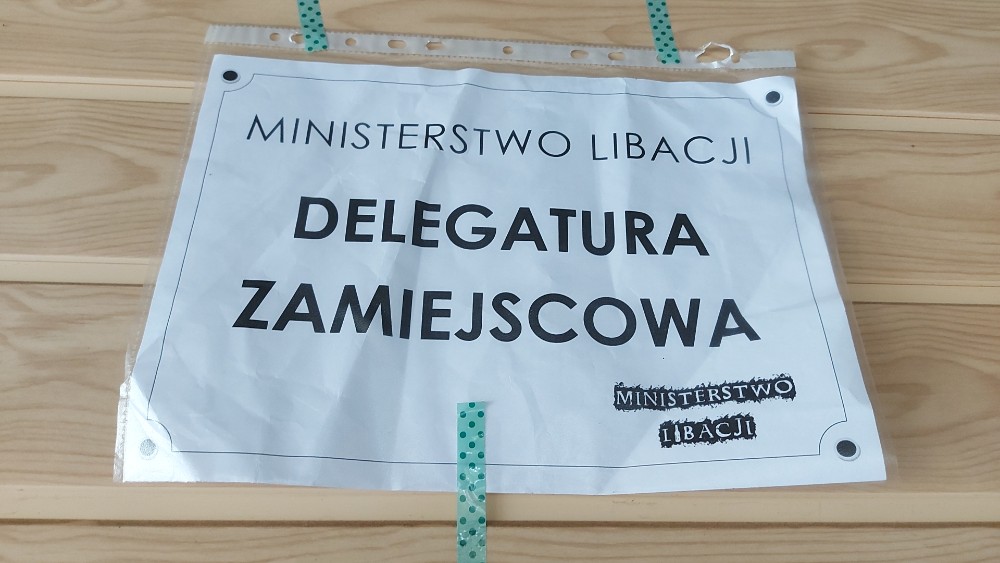 MINISTERSTWO LIBACJI
DELEGATURA
ZAMIEJSCOWA
MINISTERSTWO
LIBACJI